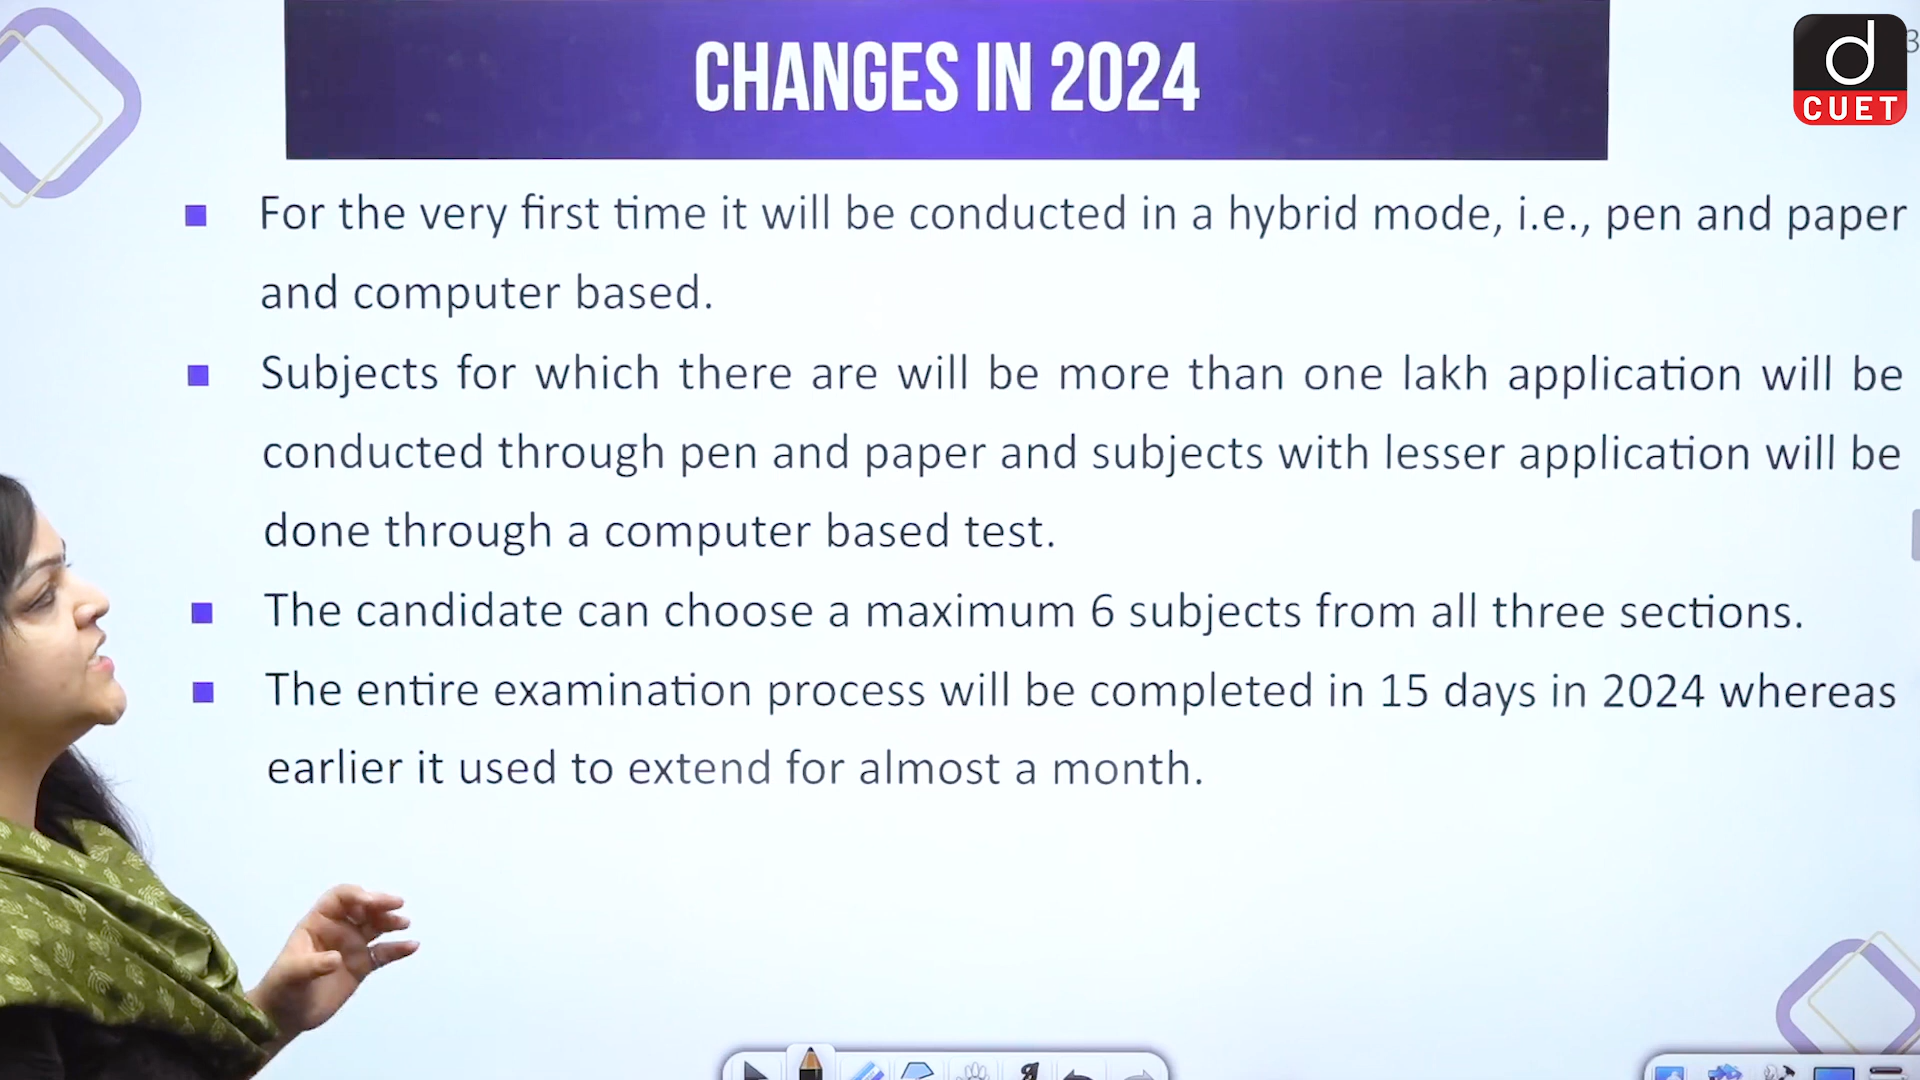 CHANGES IN 2024
d
CUET
3
For the very first time it will be conducted in a hybrid mode, i.e., pen and paper
and computer based.
Subjects for which there are will be more than one lakh application will be
conducted through pen and paper and subjects with lesser application will be
done through a computer based test.
The candidate can choose a maximum 6 subjects from all three sections.
The entire examination process will be completed in 15 days in 2024 whereas
earlier it used to extend for almost a month.